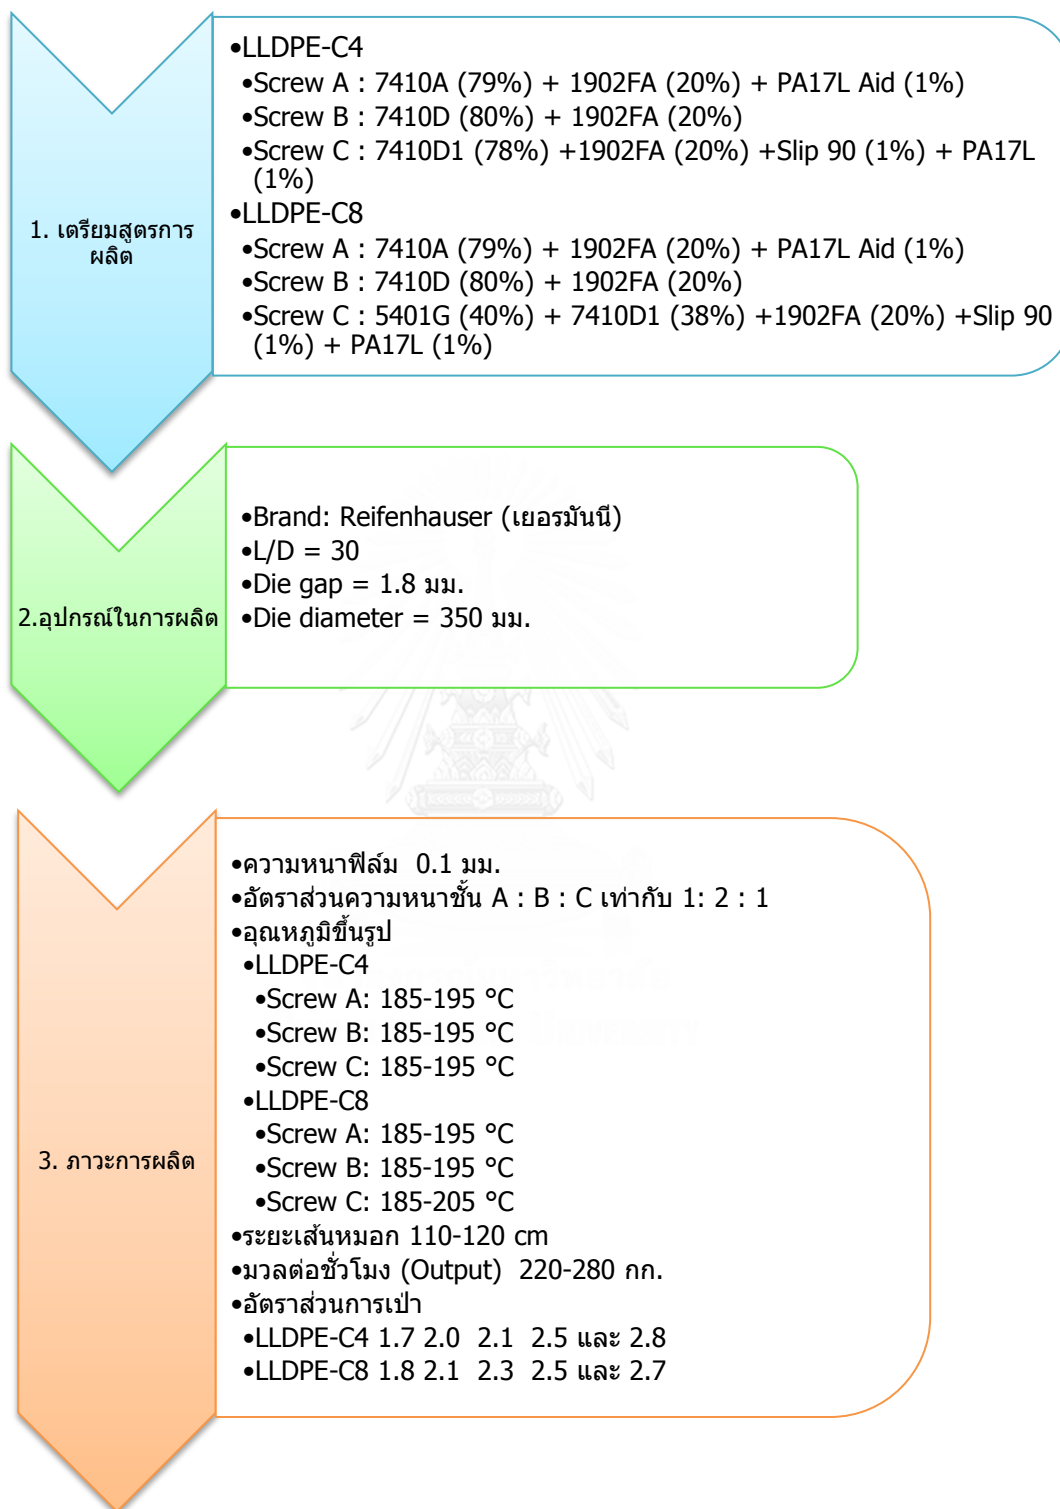 1. เตรียมสูตรการ
ผลิต
•LLDPE-C4
•Screw A : 7410A (79%) + 1902FA (20%) + PA17L Aid (1%)
•Screw B : 7410D (80%) + 1902FA (20%)
•Screw C : 7410D1 (78%) +1902FA (20%) +Slip 90 (1%) + PA17L
(1%)
•LLDPE-C8
•Screw A : 7410A (79%) + 1902FA (20%) + PA17L Aid (1%)
•Screw B : 7410D (80%) + 1902FA (20%)
•Screw C : 5401G (40%) + 7410D1 (38%) +1902FA (20%) +Slip 90
(1%) + PA17L (1%)
2.อุปกรณ์ในการผลิต
•Brand: Reifenhauser (เยอรมันนี)
•L/D = 30
•Die gap = 1.8 มม.
•Die diameter = 350 มม.
3. ภาวะการผลิต
•ความหนาฟิล์ม 0.1 มม.
•อัตราส่วนความหนาชั้น A : B : C เท่ากับ 1: 2 : 1
•อุณหภูมิขึ้นรูป
•LLDPE-C4
•Screw A: 185-195 °C
•Screw B: 185-195 °C
•Screw C: 185-195 °C
•LLDPE-C8
•Screw A: 185-195 °C
•Screw B: 185-195 °C
•Screw C: 185-205 °C
•ระยะเส้นหมอก 110-120 cm
•มวลต่อชั่วโมง (Output) 220-280 กก.
•อัตราส่วนการเป่า
•LLDPE-C4 1.7 2.0 2.1 2.5 และ 2.8
•LLDPE-C8 1.8 2.1 2.3 2.5 และ 2.7